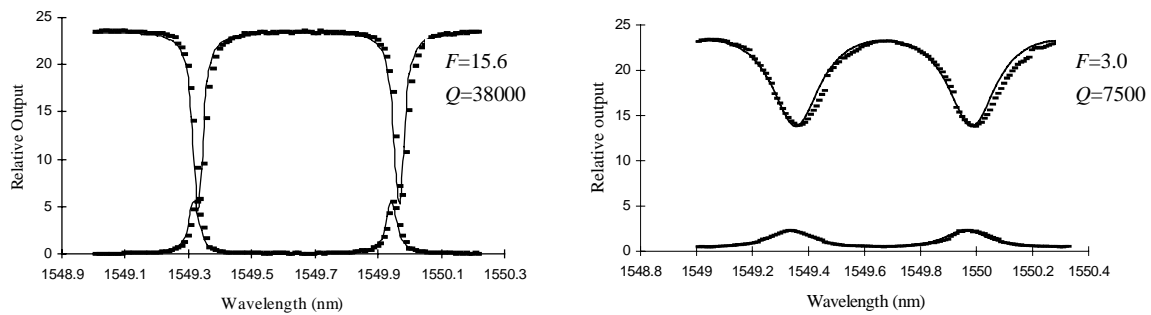 25
20
15
10
5
0
Relative Output
1548.9 1549.1 1549.3 1549.5 1549.7 1549.9 1550.1 1550.3
Wavelength (nm)
F=15.6
Q=38000
25
20
15
10
5
0
Relative output
1548.8 1549 1549.2 1549.4 1549.6 1549.8 1550 1550.2 1550.4
Wavelength (nm)
F=3.0
Q=7500